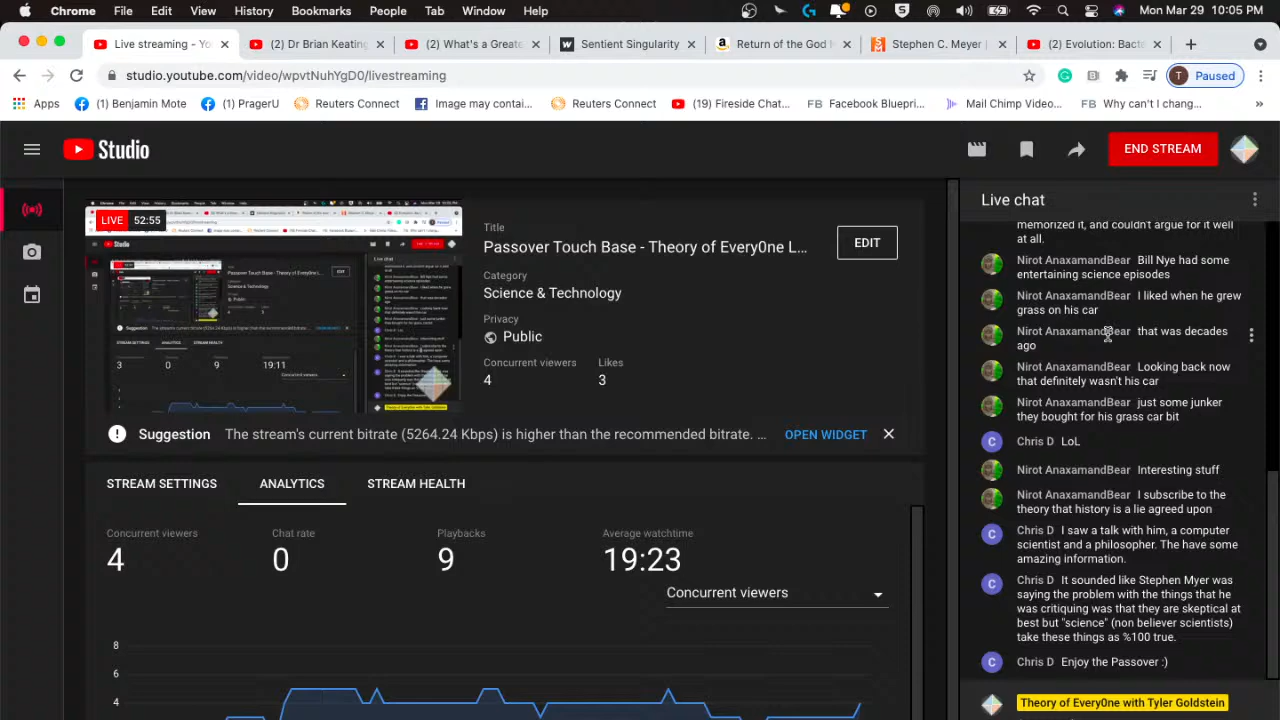 Chrome File Edit View History Bookmarks People Tab Window Help Mon Mar 29 10:05 PM
Live streaming - Yo (2) Dr Brian Keating (2) What's a Greate Sentient Singularity Return of the God H Stephen C. Meyer (2) Evolution: Bacte
studio.youtube.com/video/wpvtNuhYgD0/livestreaming T Paused
Apps (1) Benjamin Mote (1) PragerU Reuters Connect Image may contai... Reuters Connect (19) Fireside Chat... FB Facebook Bluepri... Mail Chimp Video... FB Why can't I chang... »
Studio END STREAM
LIVE 52:55
Title
Passover Touch Base - Theory of Every0ne L... EDIT
Category
Science & Technology
Privacy
Public
Concurrent viewers Likes
4 3
Suggestion The stream's current bitrate (5264.24 Kbps) is higher than the recommended bitrate. ... OPEN WIDGET
STREAM SETTINGS ANALYTICS STREAM HEALTH
Concurrent viewers Chat rate Playbacks Average watchtime
4 0 9 19:23
Concurrent viewers
8
6
4
Live chat
memorized and couldn't argue for it well
at all.
Nirot AnaxamandBear Bill Nye had some
entertaining science episodes
Nirot AnaxamandBear I liked when he grew
grass on his car
Nirot AnaxamandBear that was decades
ago
Nirot AnaxamandBear Looking back now
that definitely wasn't his car
Nirot AnaxamandBear just some junker
they bought for his grass car bit
C Chris D LoL
Nirot AnaxamandBear Interesting stuff
Nirot AnaxamandBear I subscribe to the
theory that history is a lie agreed upon
C Chris D I saw a talk with him, a computer
scientist and a philosopher. The have some
amazing information.
C Chris D It sounded like Stephen Myer was
saying the problem with the things that he
was critiquing was that they are skeptical at
best but "science" (non believer scientists)
take these things as %100 true.
C Chris D Enjoy the Passover :)
Theory of Every0ne with Tyler Goldstein